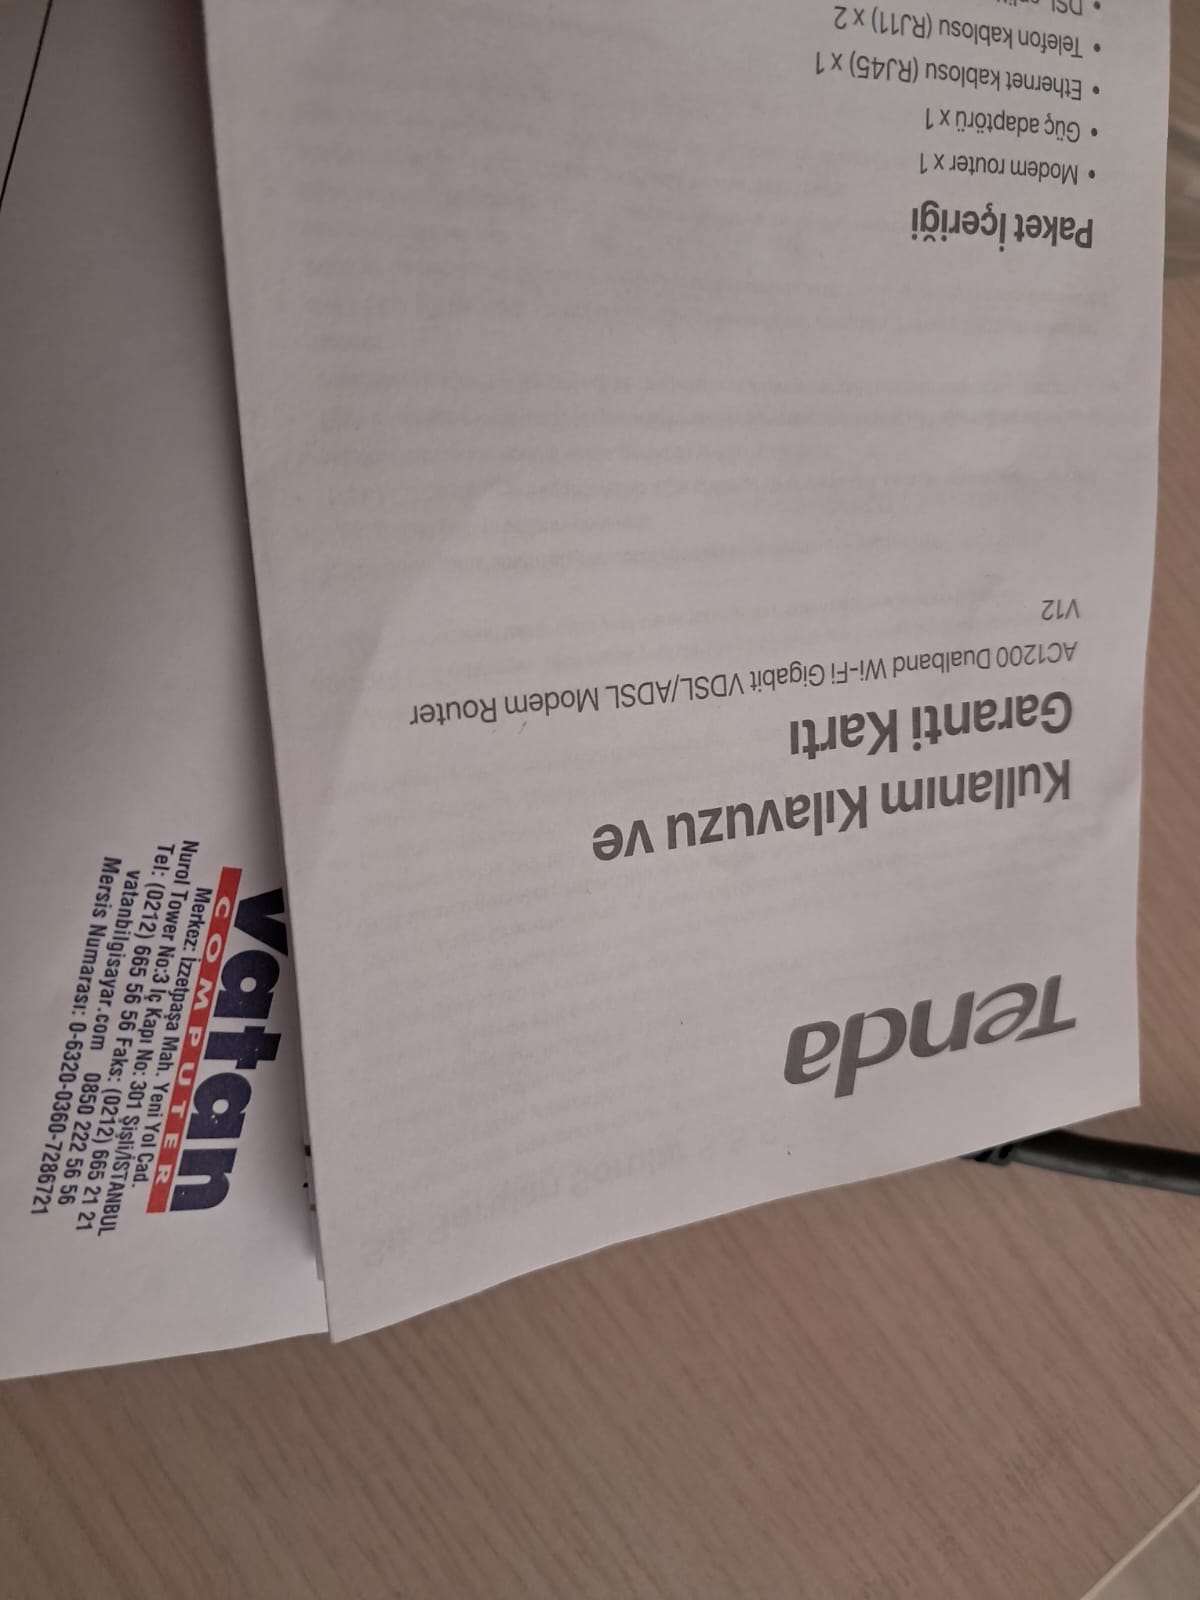 Tenda
Kullanım Kılavuzu ve
Garanti Kartı
AC1200 Dualband Wi-Fi Gigabit VDSL/ADSL Modem Router
V12
Paket İçeriği
• Modem router x 1
• Güç adaptörü x 1
• Ethernet kablosu (RJ45) x 1
• Telefon kablosu (RJ11) x 2
• DSL
vatan
COMPUTER
Merkez: İzzetpaşa Mah. Yeni Yol Cad.
Nurol Tower No:3 İç Kapı No: 301 Şişli/İSTANBUL
Tel: (0212) 665 56 56 Faks: (0212) 665 21 21
vatanbilgisayar.com 0850 222 56 56
Mersis Numarası: 0-6320-0360-7286721